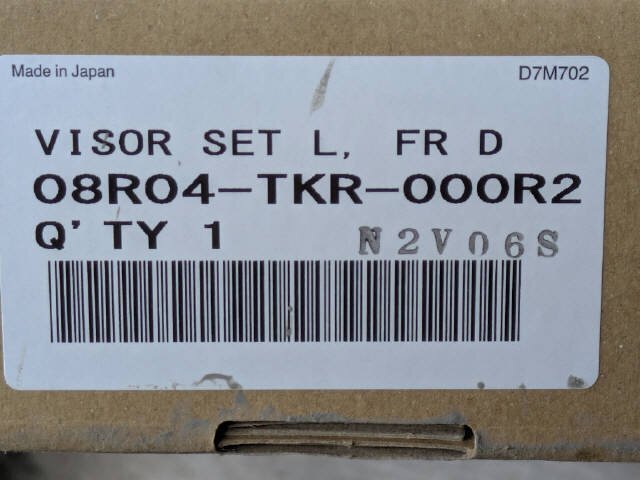 Made in Japan D7M702
VISOR SET L, FR D
08R04-TKR-000R2
Q'TY 1 N2V06S